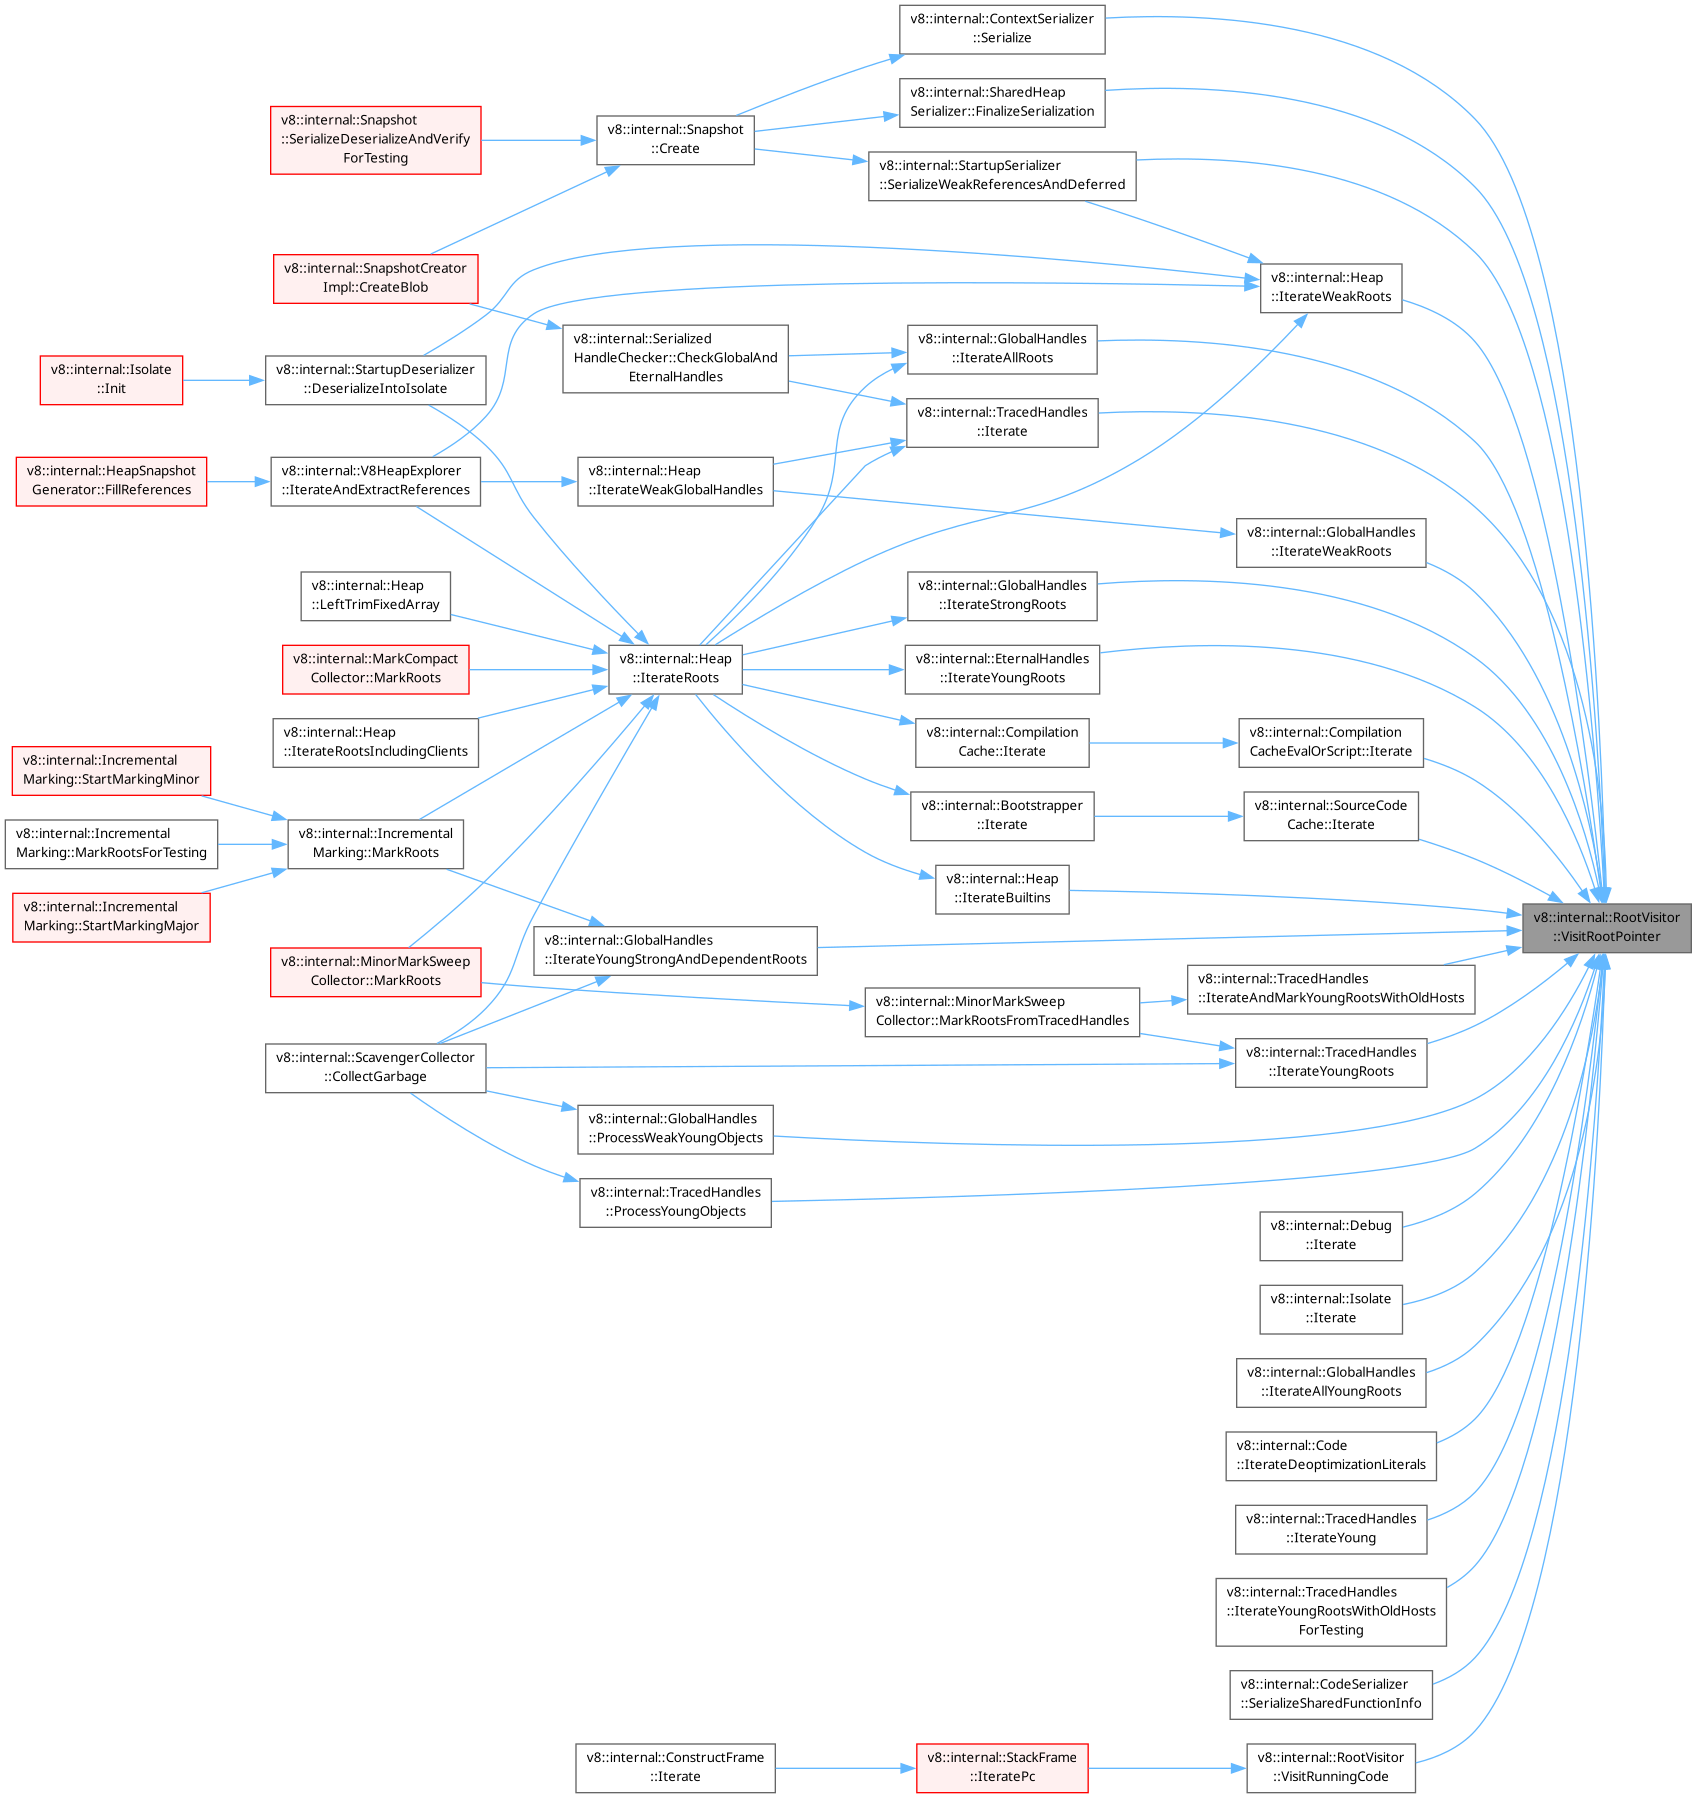 v8::internal::ContextSerializer
::Serialize
v8::internal::SharedHeap
Serializer::FinalizeSerialization
v8::internal::Snapshot
::SerializeDeserializeAndVerify
ForTesting
v8::internal::Snapshot
::Create
v8::internal::StartupSerializer
::SerializeWeakReferencesAndDeferred
v8::internal::SnapshotCreator
Impl::CreateBlob
v8::internal::Heap
::IterateWeakRoots
v8::internal::Serialized
HandleChecker::CheckGlobalAnd
EternalHandles
v8::internal::GlobalHandles
::IterateAllRoots
v8::internal::Isolate
::Init
v8::internal::StartupDeserializer
::DeserializeIntoIsolate
v8::internal::TracedHandles
::Iterate
v8::internal::HeapSnapshot
Generator::FillReferences
v8::internal::V8HeapExplorer
::IterateAndExtractReferences
v8::internal::Heap
::IterateWeakGlobalHandles
v8::internal::GlobalHandles
::IterateWeakRoots
v8::internal::Heap
::LeftTrimFixedArray
v8::internal::GlobalHandles
::IterateStrongRoots
v8::internal::MarkCompact
Collector::MarkRoots
v8::internal::Heap
::IterateRoots
v8::internal::EternalHandles
::IterateYoungRoots
v8::internal::Heap
::IterateRootsIncludingClients
v8::internal::Compilation
Cache::Iterate
v8::internal::Compilation
CacheEvalOrScript::Iterate
v8::internal::Incremental
Marking::StartMarkingMinor
v8::internal::Incremental
Marking::MarkRootsForTesting
v8::internal::Incremental
Marking::MarkRoots
v8::internal::Bootstrapper
::Iterate
v8::internal::SourceCode
Cache::Iterate
v8::internal::Incremental
Marking::StartMarkingMajor
v8::internal::Heap
::IterateBuiltins
v8::internal::RootVisitor
::VisitRootPointer
v8::internal::GlobalHandles
::IterateYoungStrongAndDependentRoots
v8::internal::MinorMarkSweep
Collector::MarkRoots
v8::internal::TracedHandles
::IterateAndMarkYoungRootsWithOldHosts
v8::internal::MinorMarkSweep
Collector::MarkRootsFromTracedHandles
v8::internal::ScavengerCollector
::CollectGarbage
v8::internal::TracedHandles
::IterateYoungRoots
v8::internal::GlobalHandles
::ProcessWeakYoungObjects
v8::internal::TracedHandles
::ProcessYoungObjects
v8::internal::Debug
::Iterate
v8::internal::Isolate
::Iterate
v8::internal::GlobalHandles
::IterateAllYoungRoots
v8::internal::Code
::IterateDeoptimizationLiterals
v8::internal::TracedHandles
::IterateYoung
v8::internal::TracedHandles
::IterateYoungRootsWithOldHosts
ForTesting
v8::internal::CodeSerializer
::SerializeSharedFunctionInfo
v8::internal::ConstructFrame
::Iterate
v8::internal::StackFrame
::IteratePc
v8::internal::RootVisitor
::VisitRunningCode